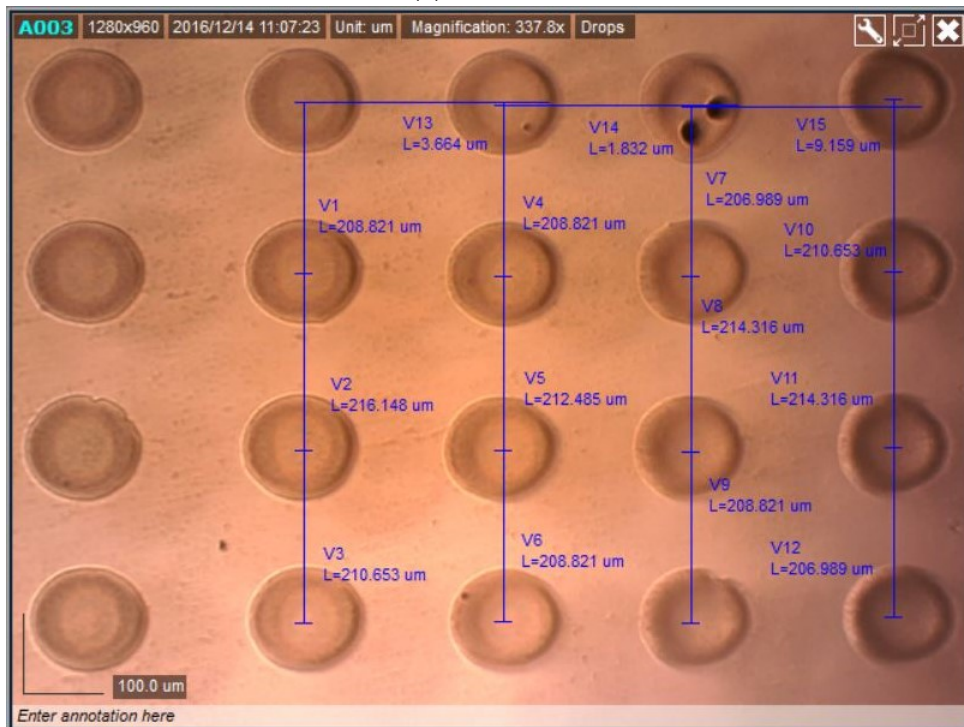 A003 1280x960 2016/12/14 11:07:23 Unit: um Magnification: 337.8x Drops
V13
L=3.664 um
V14
L=1.832 um
V15
L=9.159 um
V7
L=206.989 um
V1
L=208.821 um
V4
L=208.821 um
V10
L=210.653 um
V8
L=214.316 um
V2
L=216.148 um
V5
L=212.485 um
V11
L=214.316 um
V9
L=208.821 um
V3
L=210.653 um
V6
L=208.821 um
V12
L=206.989 um
100.0 um
Enter annotation here